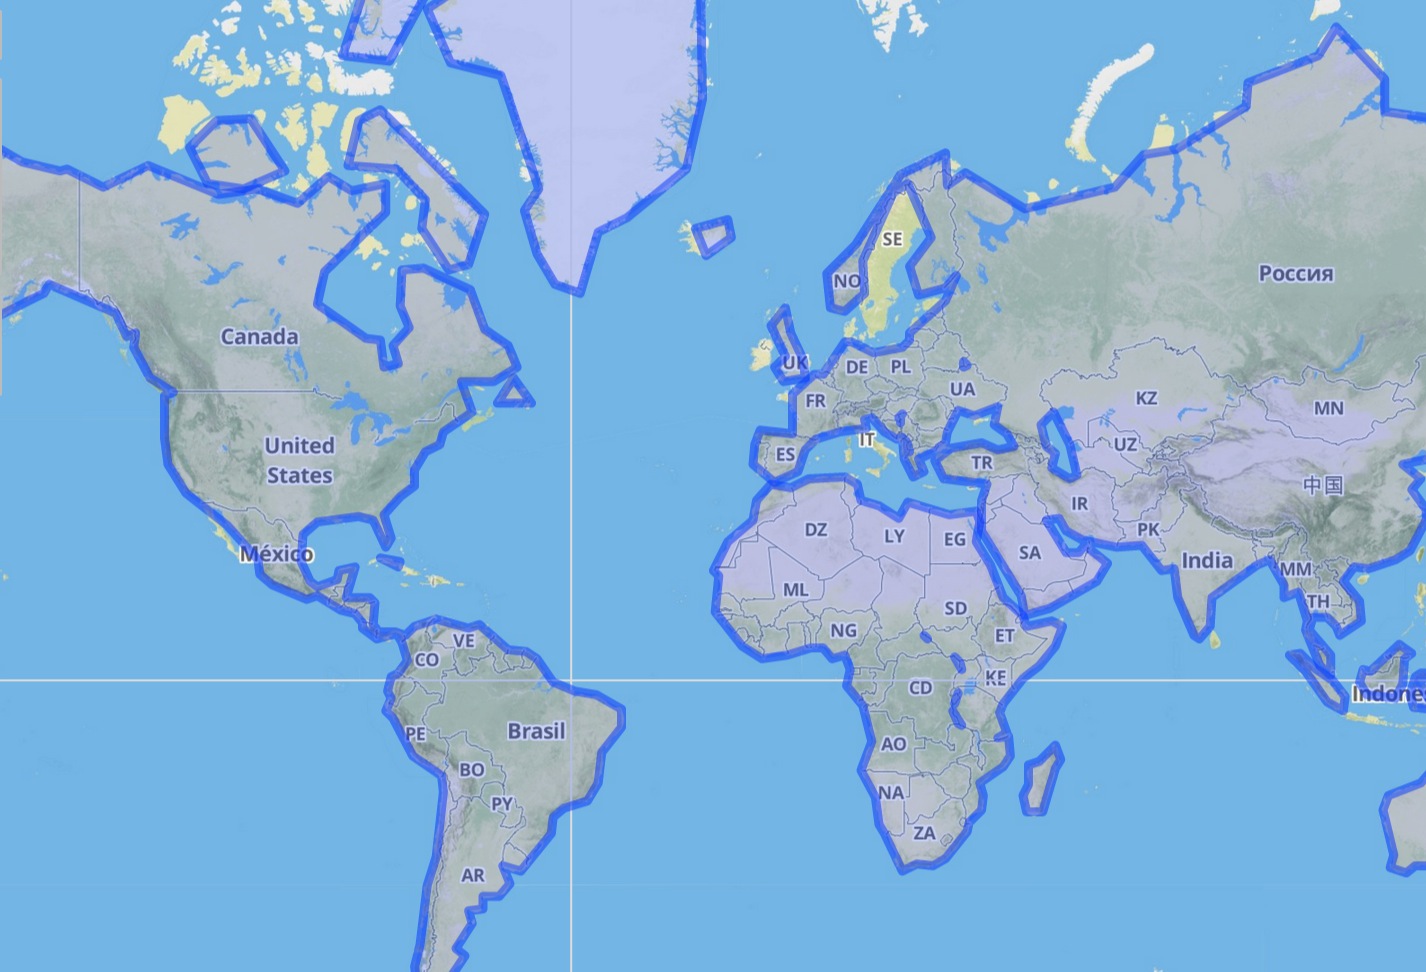 SE
NO
Россия
Canada
UK
DE
PL
UA
FR
KZ
MN
United
States
IT
ES
TR
UZ
中国
IR
DZ
LY
EG
SA
PK
India
México
ML
SD
MM
TH
NG
ET
VE
CO
CD
KE
Indone
PE
Brasil
AO
BO
NA
PY
ZA
AR